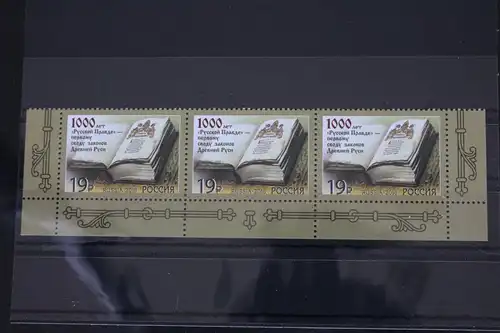 1000 лет
«Русской Правде» —
первому
своду законов
Древней Руси
19₽
РОССИЯ
1000 лет
«Русской Правде» —
первому
своду законов
Древней Руси
19₽
РОССИЯ
1000 лет
«Русской Правде» —
первому
своду законов
Древней Руси
19₽
РОССИЯ